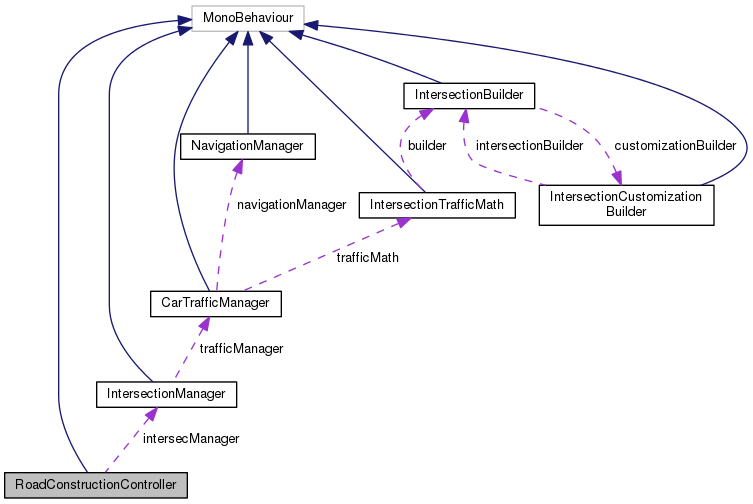 MonoBehaviour
IntersectionBuilder
NavigationManager
builder
intersectionBuilder
customizationBuilder
navigationManager
IntersectionTrafficMath
IntersectionCustomization
Builder
trafficMath
CarTrafficManager
trafficManager
IntersectionManager
intersecManager
RoadConstructionController